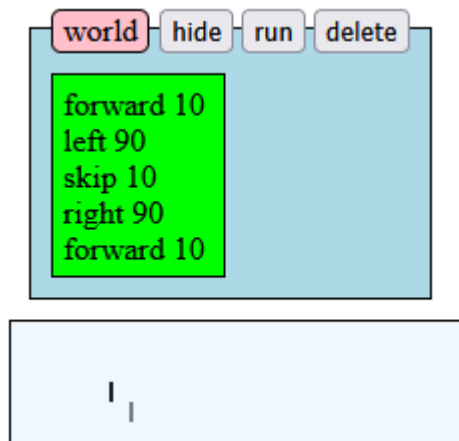 world hide run delete
forward 10
left 90
skip 10
right 90
forward 10